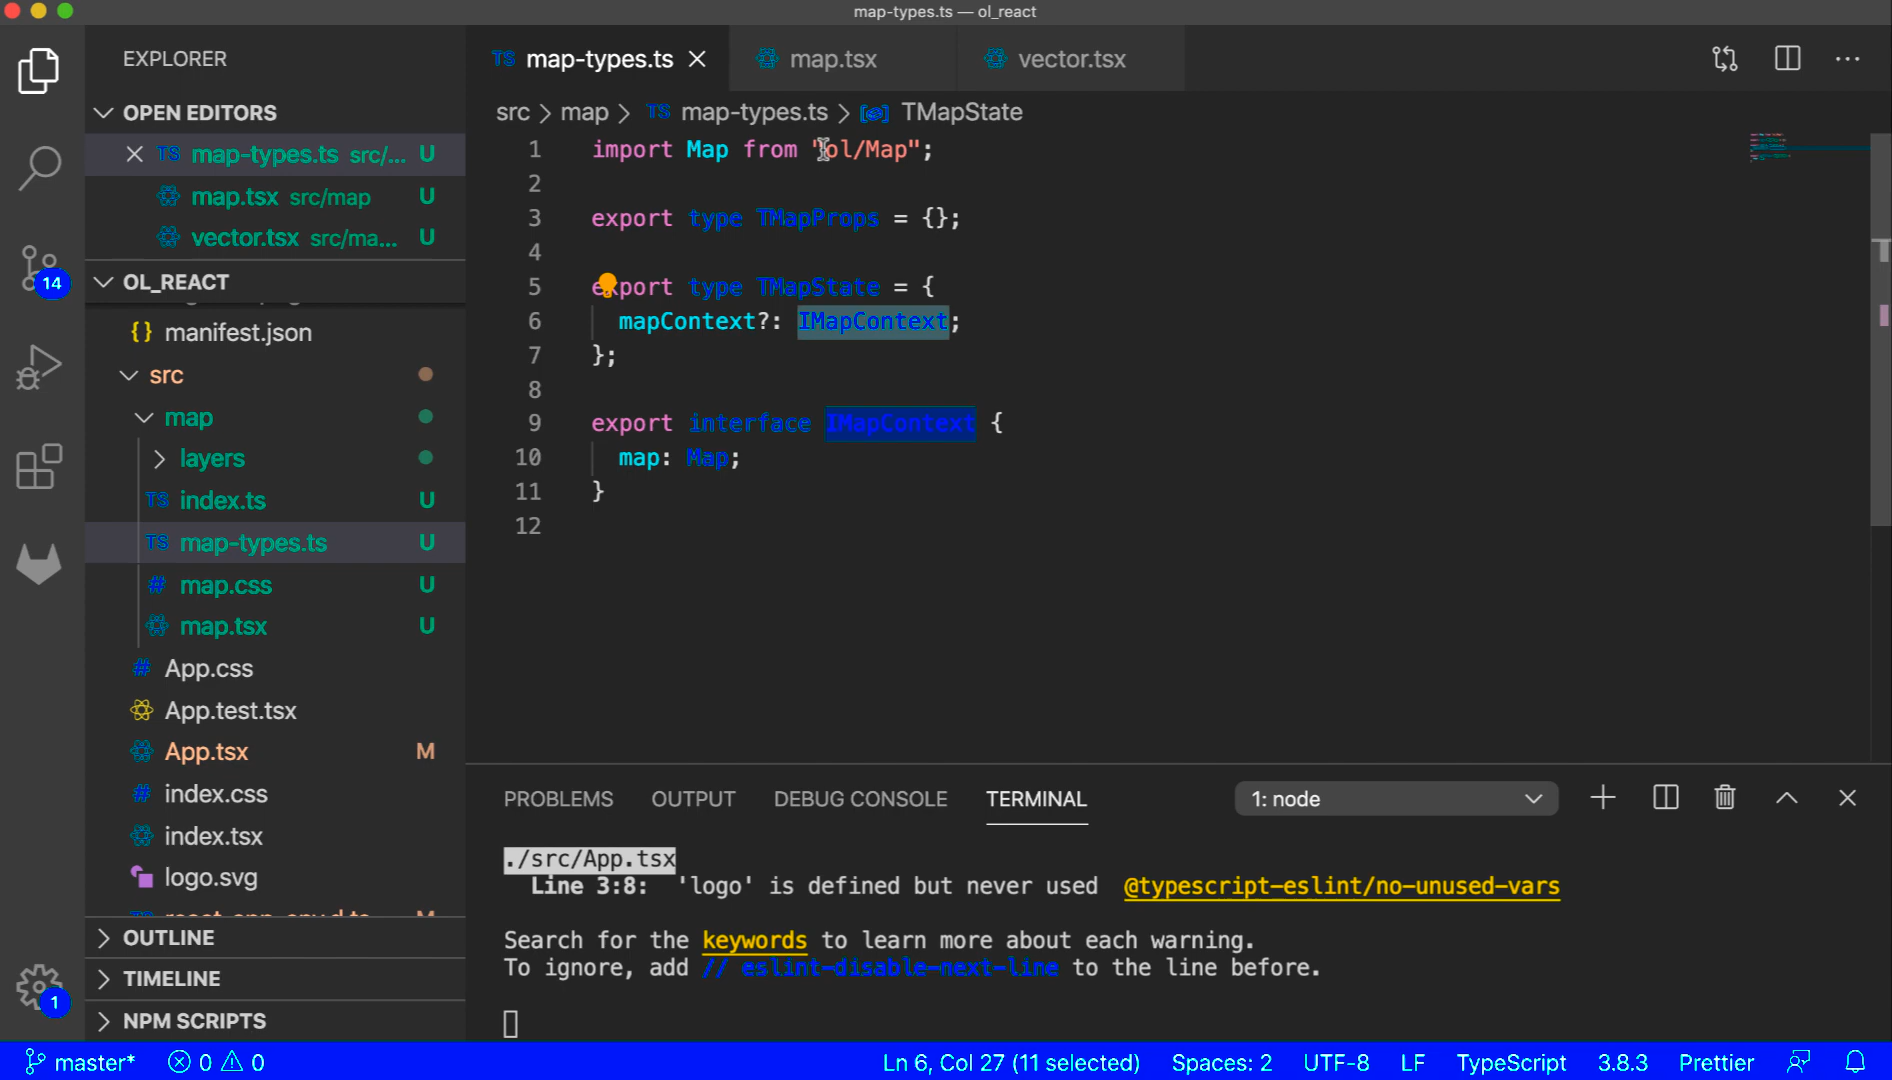 map-types.ts — ol_react
EXPLORER
OPEN EDITORS
TS map-types.ts src/... U
map.tsx src/map U
vector.tsx src/ma... U
OL_REACT
{} manifest.json
src
map
layers
TS index.ts U
TS map-types.ts U
# map.css U
map.tsx U
# App.css
App.test.tsx
App.tsx M
# index.css
index.tsx
logo.svg
OUTLINE
TIMELINE
NPM SCRIPTS
14
1
TS map-types.ts
map.tsx
vector.tsx
src > map > TS map-types.ts > TMapState
1 import Map from "ol/Map";
2
3 export type TMapProps = {};
4
5 export type TMapState = {
6 mapContext?: IMapContext;
7 };
8
9 export interface IMapContext {
10 map: Map;
11 }
12
PROBLEMS OUTPUT DEBUG CONSOLE TERMINAL 1: node
./src/App.tsx
Line 3:8: 'logo' is defined but never used @typescript-eslint/no-unused-vars
Search for the keywords to learn more about each warning.
To ignore, add // eslint-disable-next-line to the line before.
master* 0 0 Ln 6, Col 27 (11 selected) Spaces: 2 UTF-8 LF TypeScript 3.8.3 Prettier